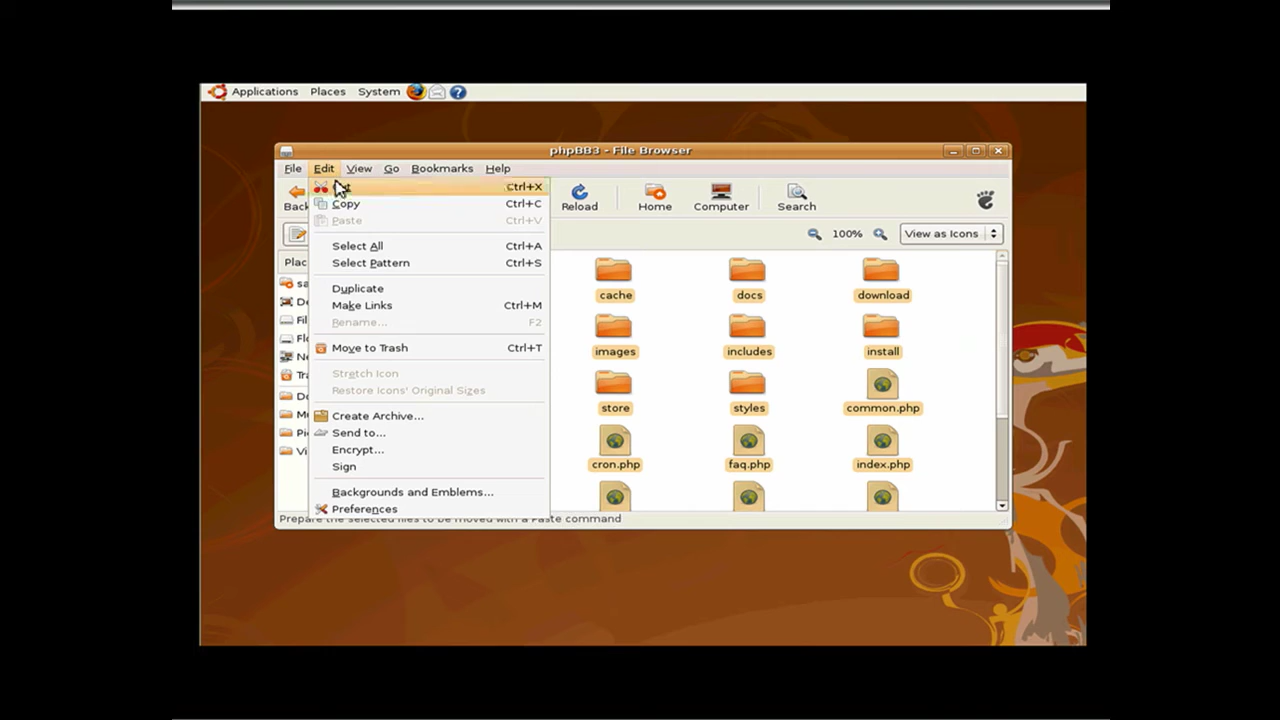 Applications Places System
phpBB3 - File Browser
File Edit View Go Bookmarks Help
Back Reload Home Computer Search
100% View as Icons
Ctrl+X
Copy Ctrl+C
Paste Ctrl+V
Select All Ctrl+A
Select Pattern Ctrl+S
Duplicate
Make Links Ctrl+M
Rename... F2
Move to Trash Ctrl+T
Stretch Icon
Restore Icons' Original Sizes
Create Archive...
Send to...
Encrypt...
Sign
Backgrounds and Emblems...
Preferences
cache docs download
images includes install
store styles common.php
cron.php faq.php index.php
Prepare the selected files to be moved with a Paste command